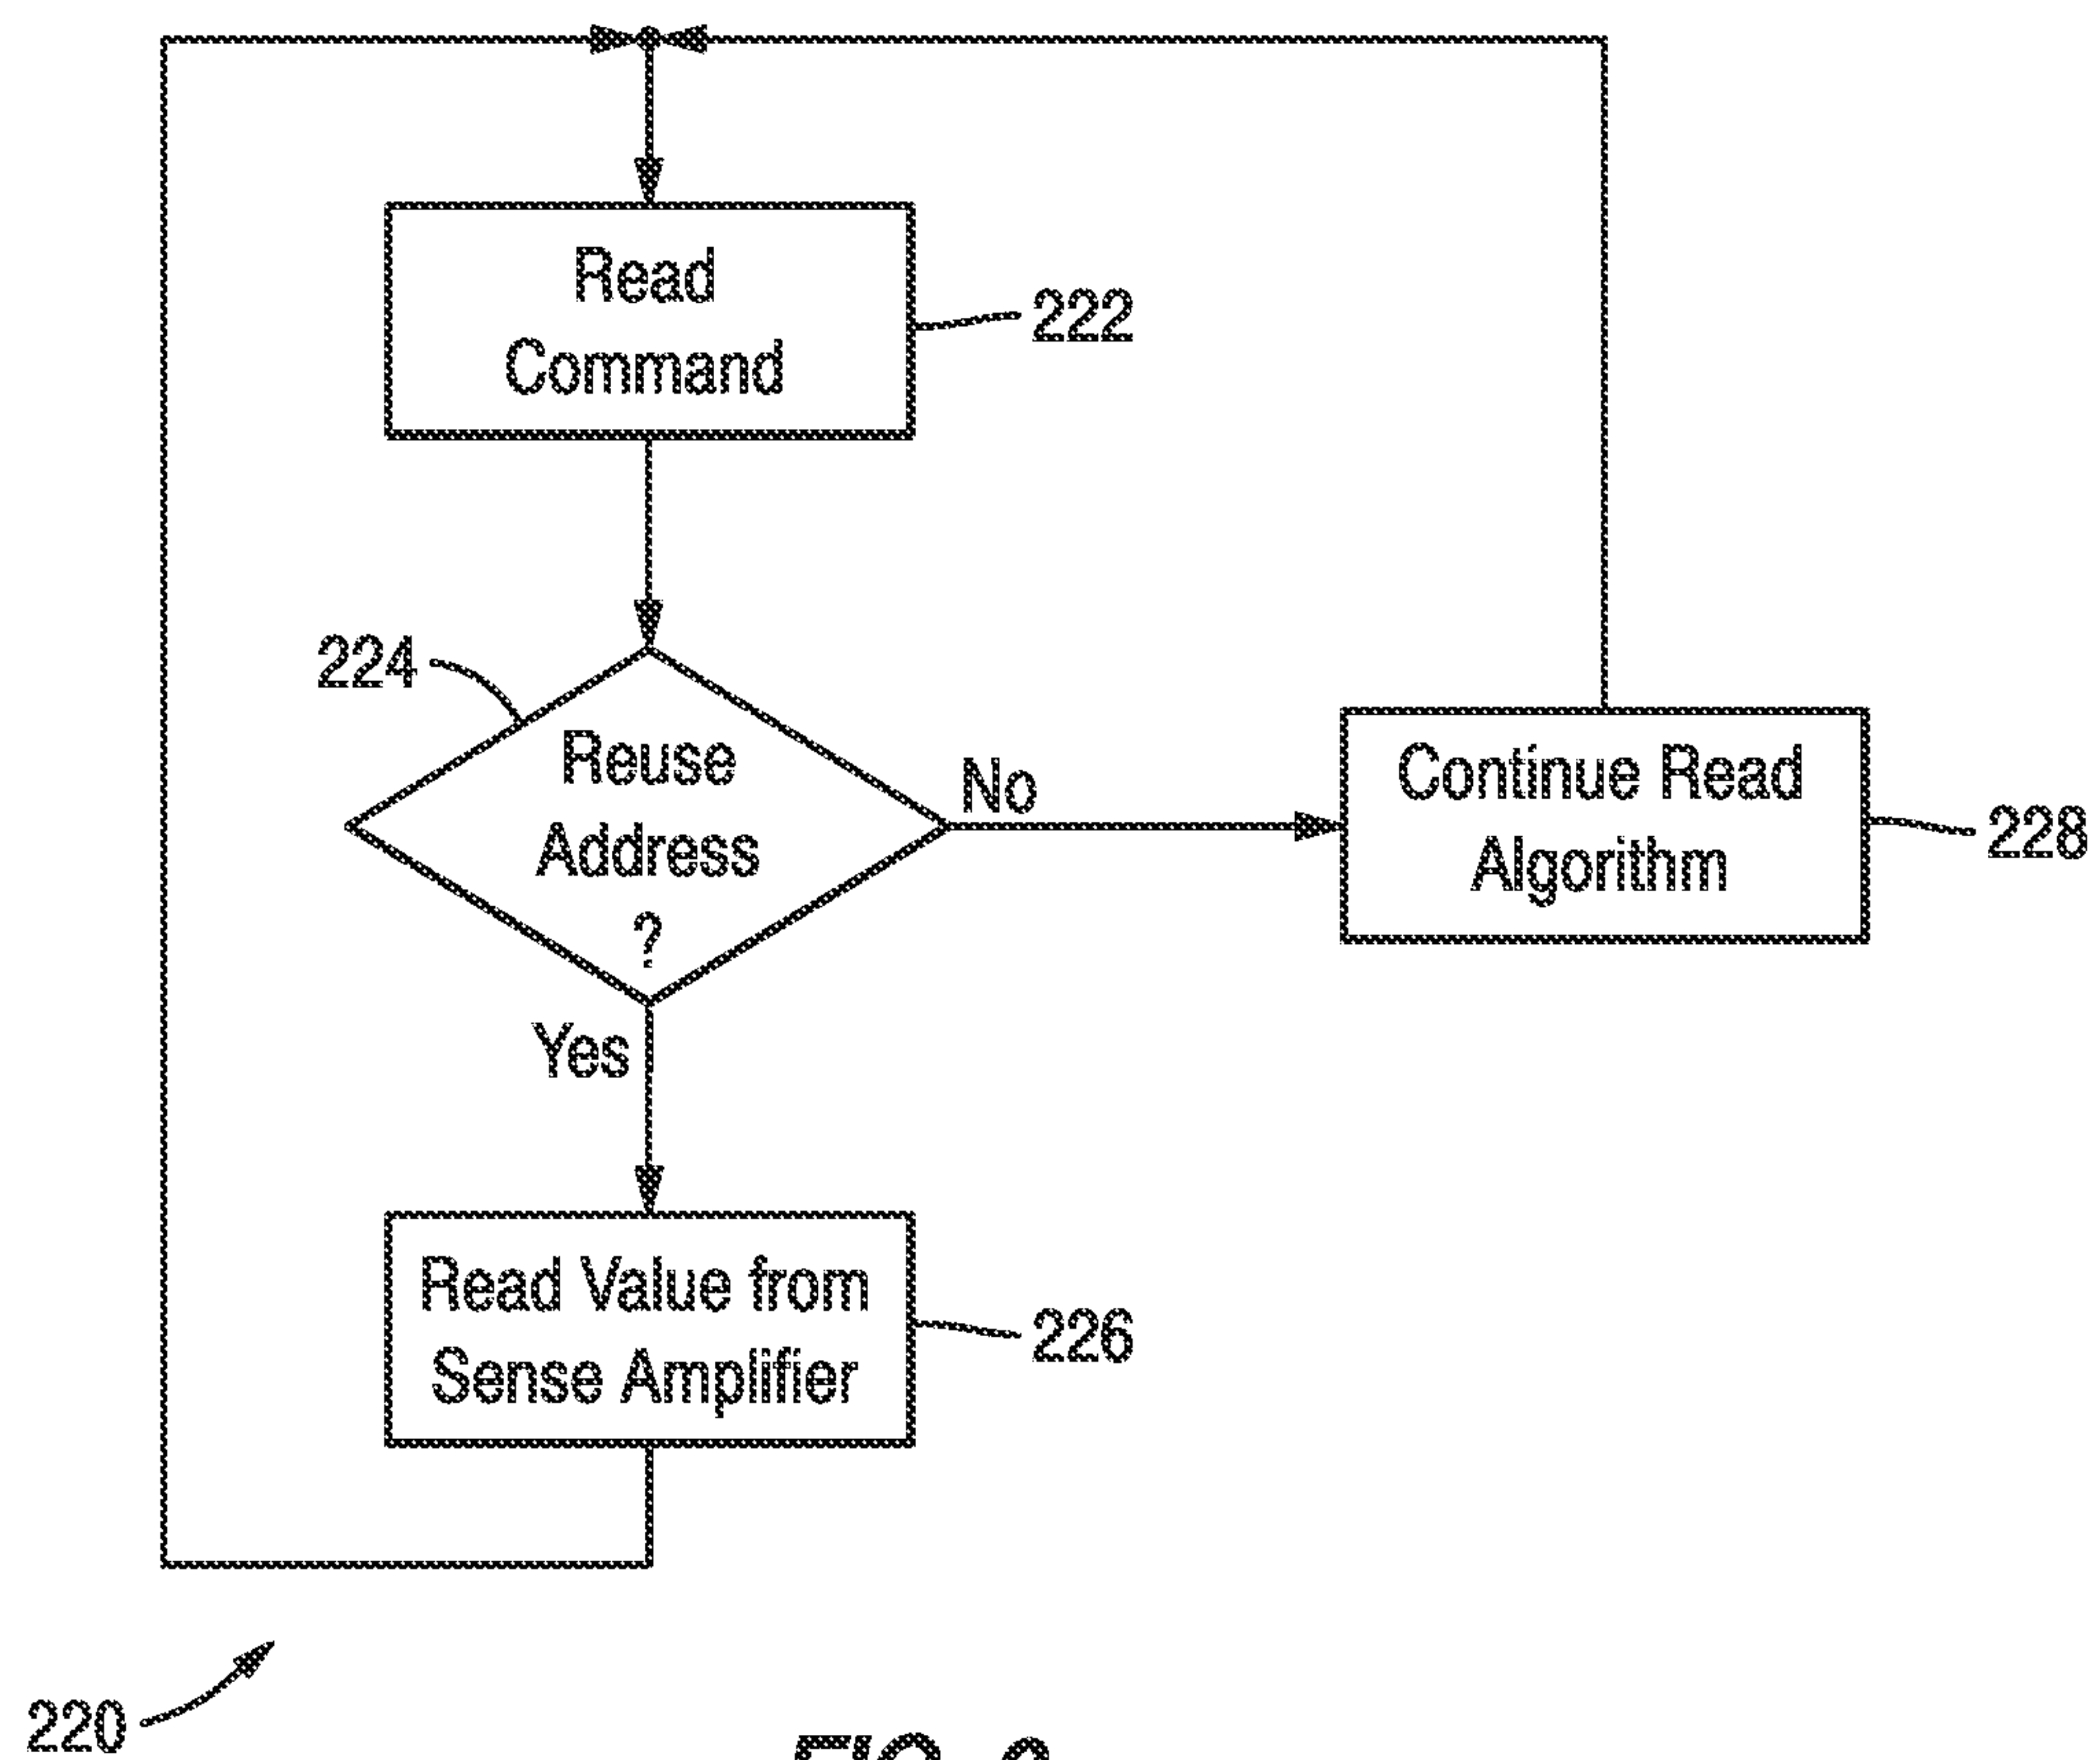 Read
Command
222
224
Reuse
Address
?
No
Continue Read
Algorithm
228
Yes
Read Value from
Sense Amplifier
226
220